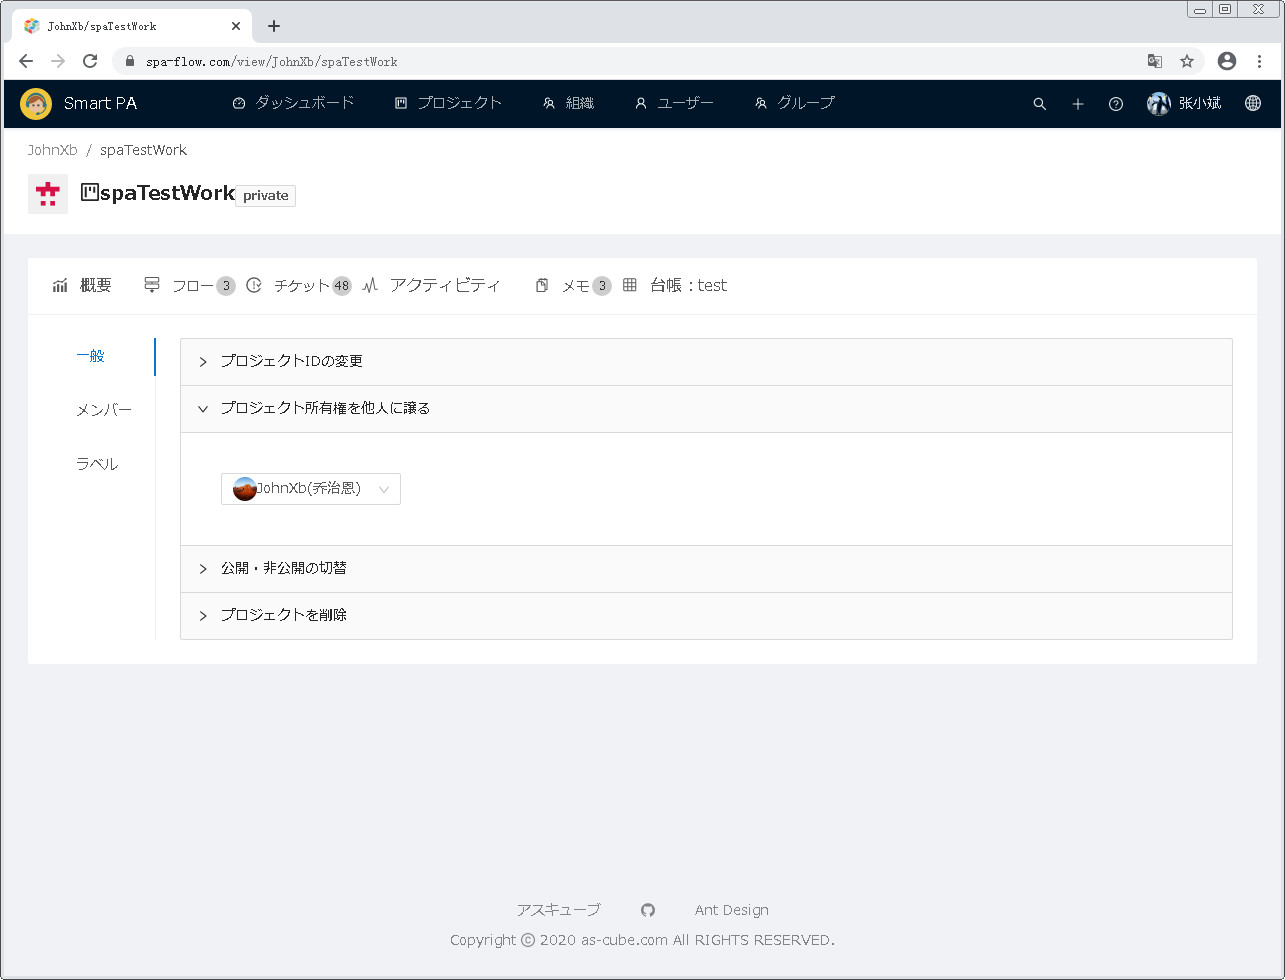 JohnXb/spaTestWork
spa-flow.com/view/JohnXb/spaTestWork
Smart PA ダッシュボード プロジェクト 組織 ユーザー グループ 张小斌
JohnXb / spaTestWork
spaTestWork private
概要 フロー 3 チケット 48 アクティビティ メモ 3 台帳：test
一般
メンバー
ラベル
プロジェクトIDの変更
プロジェクト所有権を他人に譲る
JohnXb(乔治恩)
公開・非公開の切替
プロジェクトを削除
アスキューブ Ant Design
Copyright © 2020 as-cube.com All RIGHTS RESERVED.